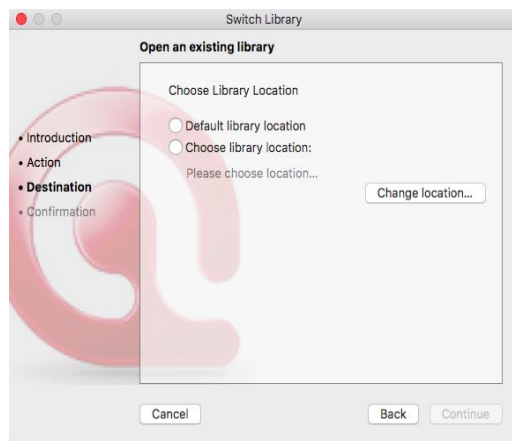 Switch Library
Open an existing library
Choose Library Location
Default library location
Choose library location:
Please choose location...
Change location...
• Introduction
• Action
• Destination
• Confirmation
Cancel
Back
Continue